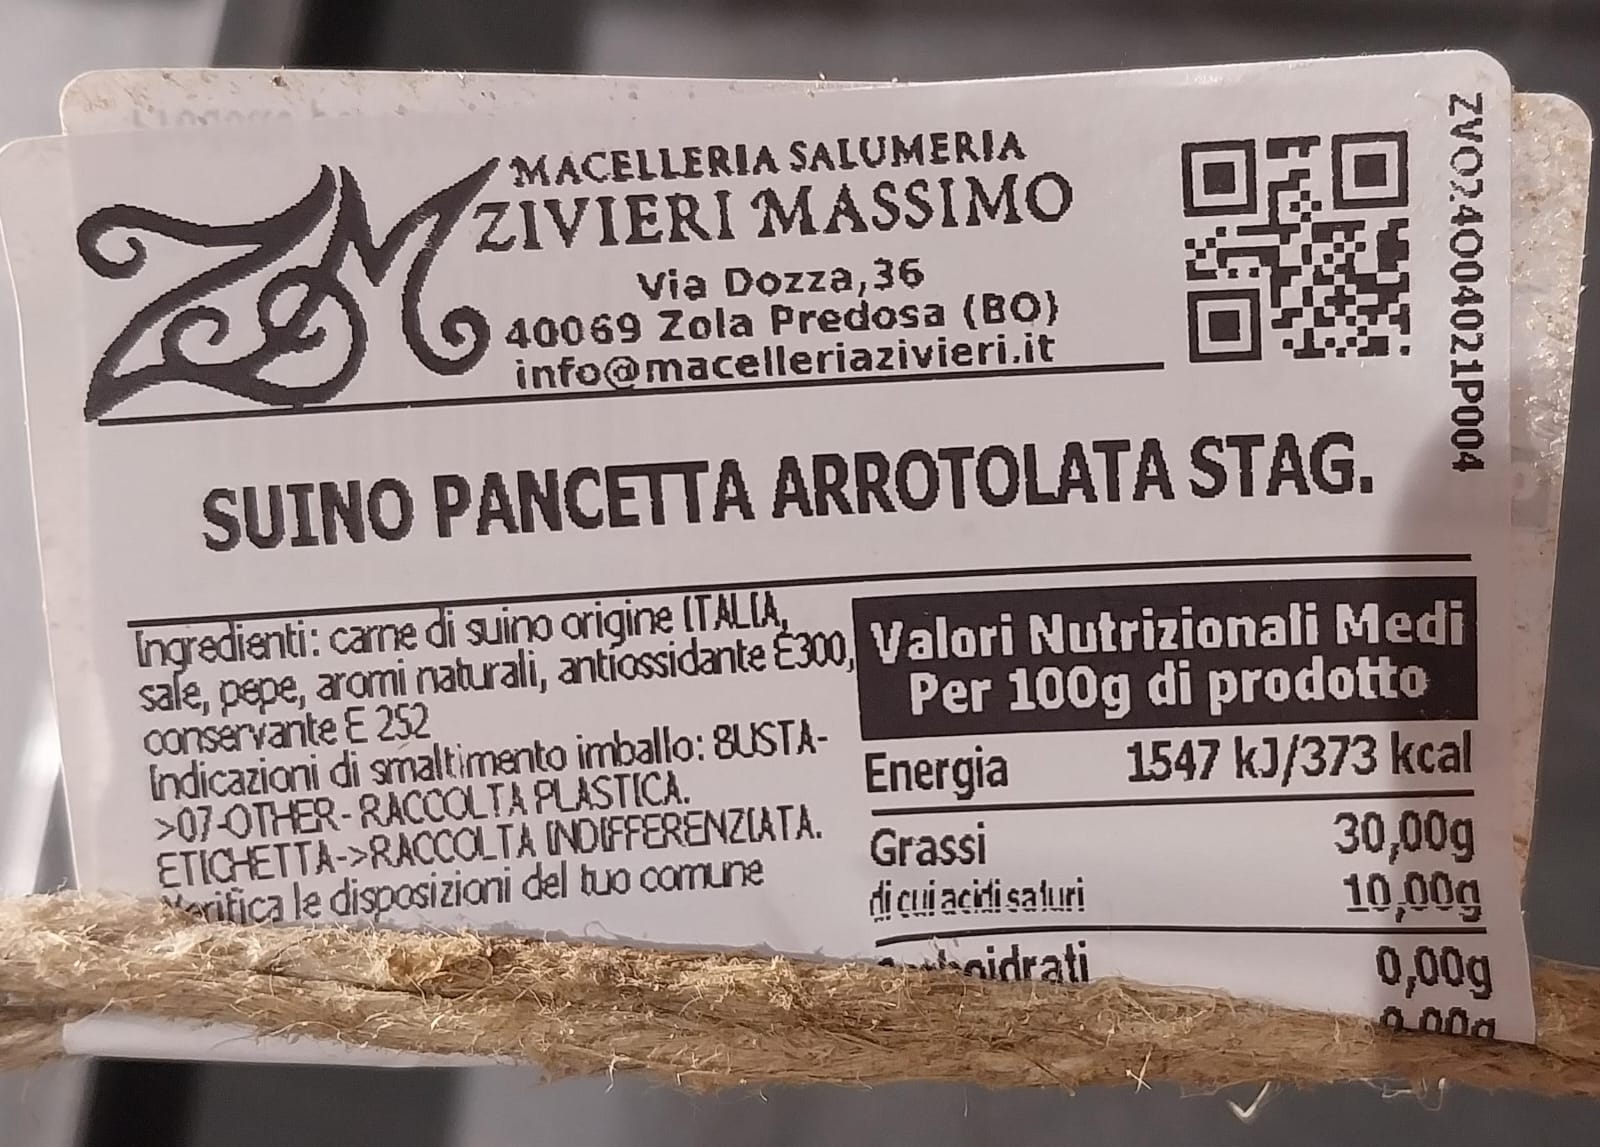 MACELLERIA SALUMERIA
ZIVIERI MASSIMO
Via Dozza,36
40069 Zola Predosa (BO)
info@macelleriazivieri.it
ZV07400402​1P004
SUINO PANCETTA ARROTOLATA STAG.
Ingredienti: carne di suino origine ITALIA,
sale, pepe, aromi naturali, antiossidante E300,
conservante E 252
Indicazioni di smaltimento imballo: BUSTA-
>07-OTHER- RACCOLTA PLASTICA.
ETICHETTA->RACCOLTA INDIFFERENZIATA.
Verifica le disposizioni del tuo comune
Valori Nutrizionali Medi
Per 100g di prodotto
Energia 1547 kJ/373 kcal
Grassi 30,00g
di cui acidi saturi 10,00g
0,00g